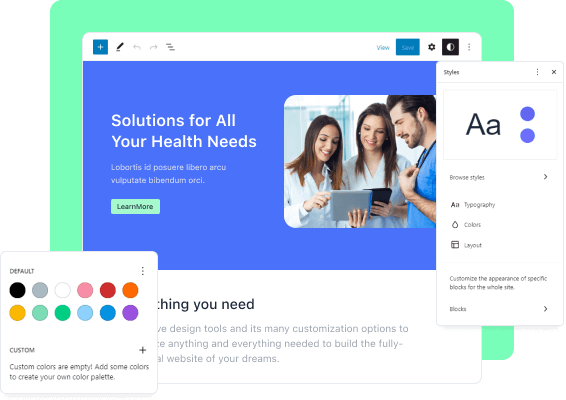 View
Save
Styles
Solutions for All
Your Health Needs
Lobortis id posuere libero arcu
vulputate bibendum orci.
LearnMore
Aa
Browse styles
Aa Typography
Colors
Layout
Customize the appearance of specific
blocks for the whole site.
Blocks
DEFAULT
CUSTOM
Custom colors are empty! Add some colors
to create your own color palette.
thing you need
ve design tools and its many customization options to
ze anything and everything needed to build the fully-
al website of your dreams.